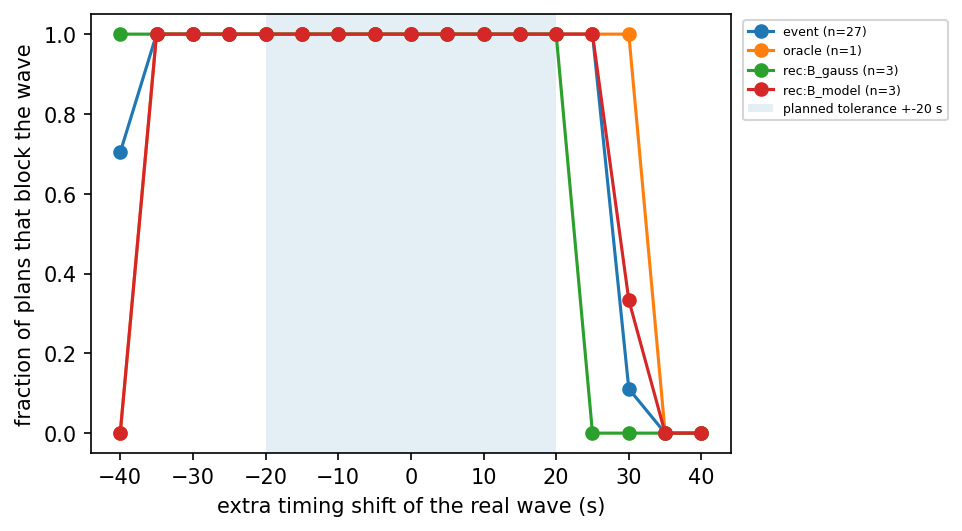 fraction of plans that block the wave
1.0
0.8
0.6
0.4
0.2
0.0
−40 −30 −20 −10 0 10 20 30 40
extra timing shift of the real wave (s)
event (n=27)
oracle (n=1)
rec:B_gauss (n=3)
rec:B_model (n=3)
planned tolerance +-20 s